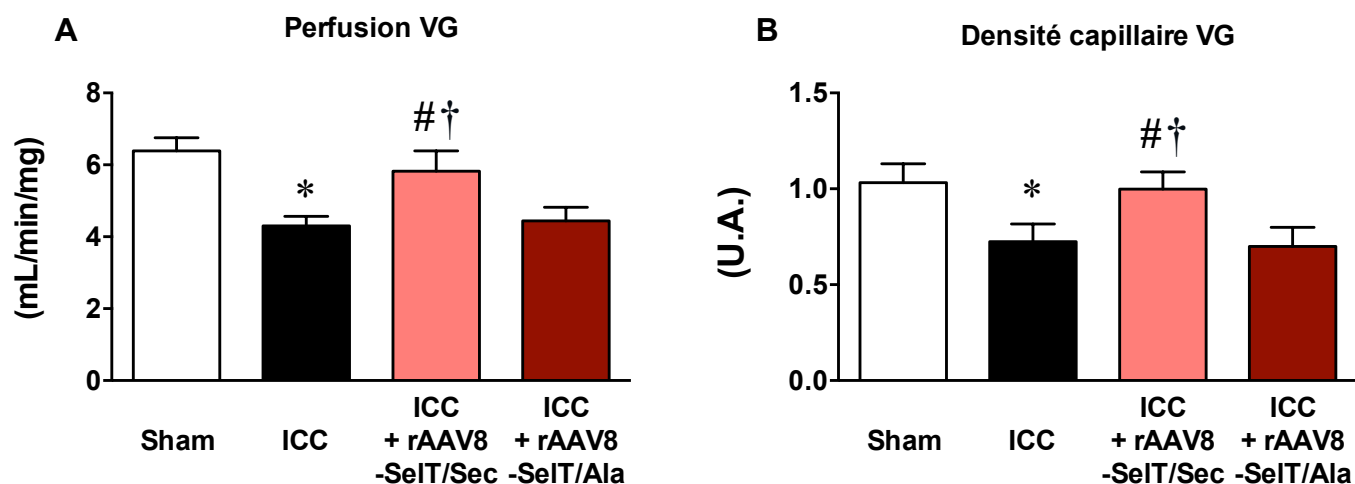 A
Perfusion VG
(mL/min/mg)
8
6
4
2
0
*
#†
Sham
ICC
ICC
+ rAAV8
-SelT/Sec
ICC
+ rAAV8
-SelT/Ala
B
Densité capillaire VG
(U.A.)
1.5
1.0
0.5
0.0
*
#†
Sham
ICC
ICC
+ rAAV8
-SelT/Sec
ICC
+ rAAV8
-SelT/Ala